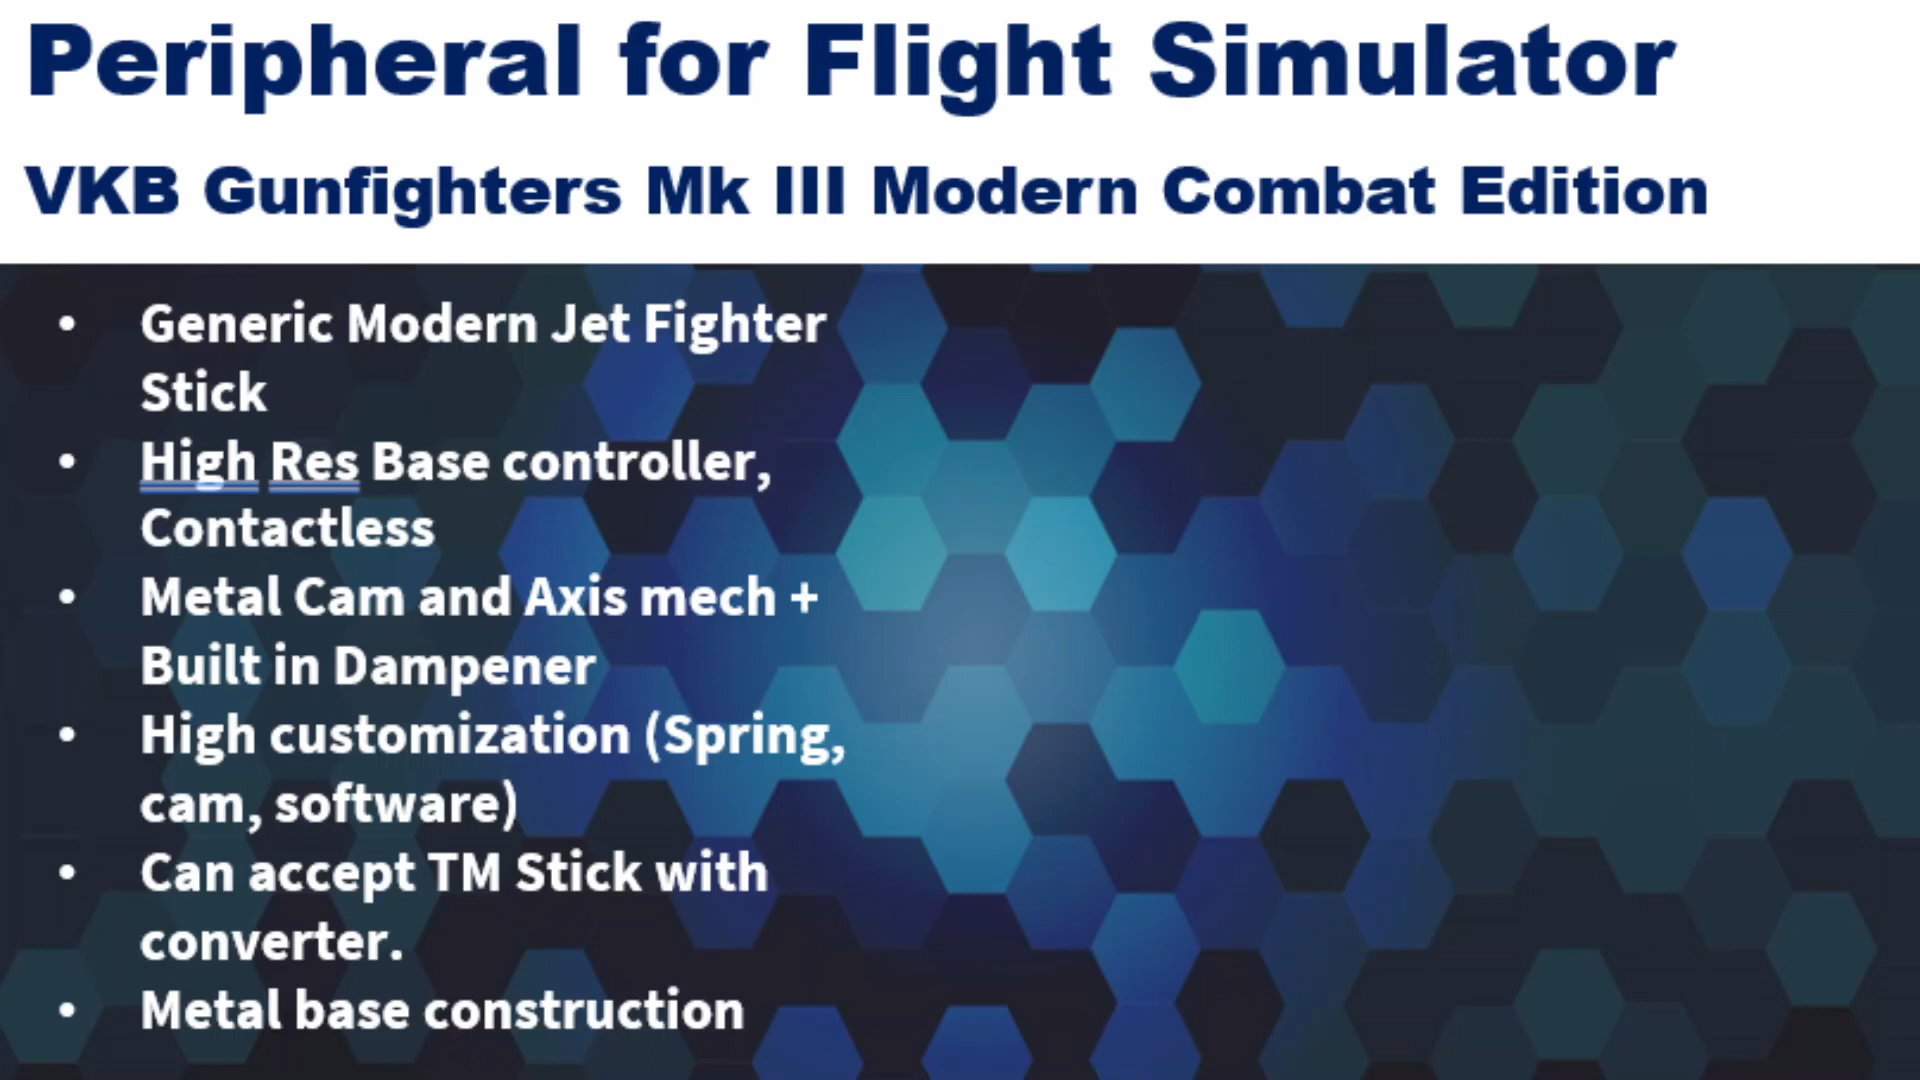 Peripheral for Flight Simulator
VKB Gunfighters Mk III Modern Combat Edition
• Generic Modern Jet Fighter
Stick
• High Res Base controller,
Contactless
• Metal Cam and Axis mech +
Built in Dampener
• High customization (Spring,
cam, software)
• Can accept TM Stick with
converter.
• Metal base construction